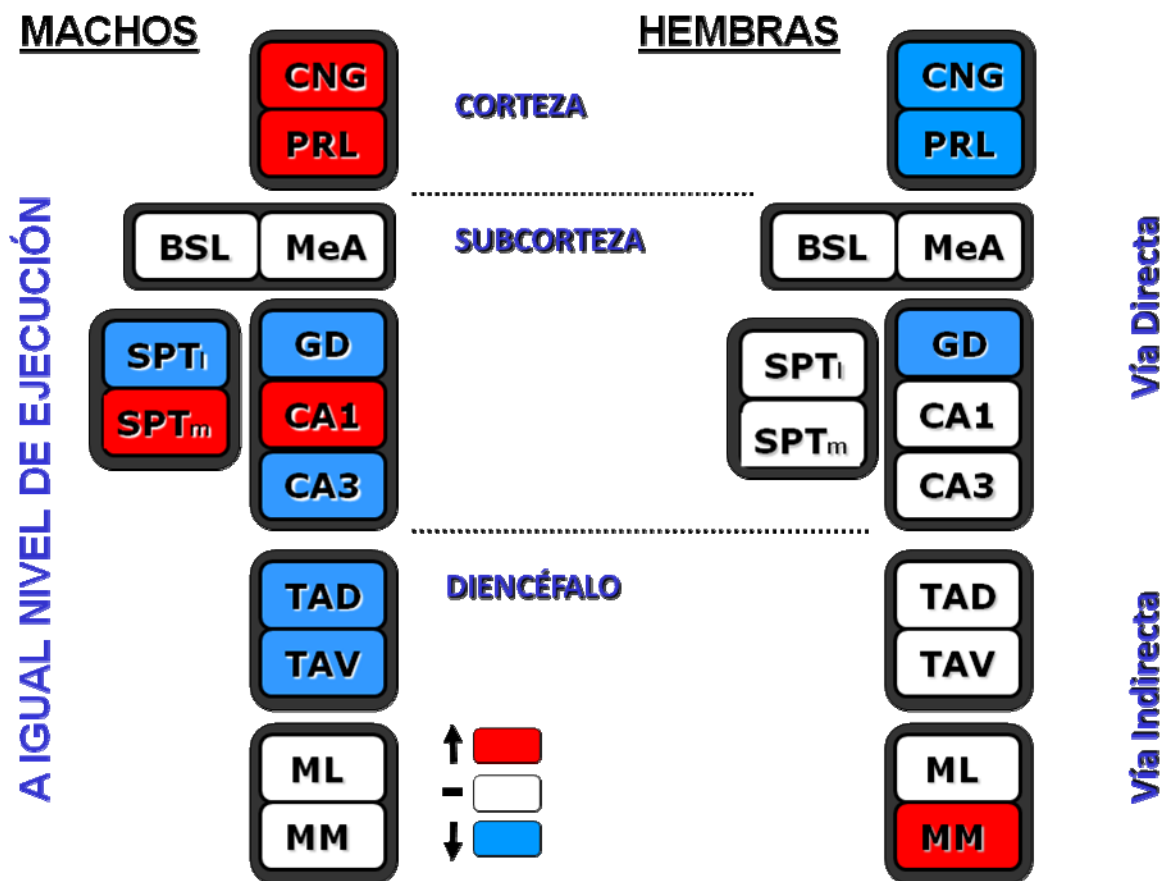 MACHOS
HEMBRAS
CNG
PRL
CORTEZA
CNG
PRL
BSL MeA
SUBCORTEZA
BSL MeA
SPTl
SPTm
GD
CA1
CA3
SPTl
SPTm
GD
CA1
CA3
TAD
TAV
DIENCÉFALO
TAD
TAV
ML
MM
↑
-
↓
ML
MM
A IGUAL NIVEL DE EJECUCIÓN
Vía Directa
Vía Indirecta